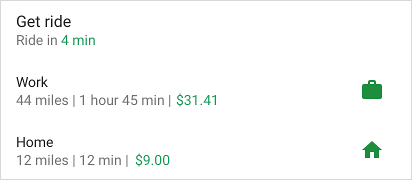 Get ride
Ride in 4 min
Work
44 miles | 1 hour 45 min | $31.41
Home
12 miles | 12 min | $9.00